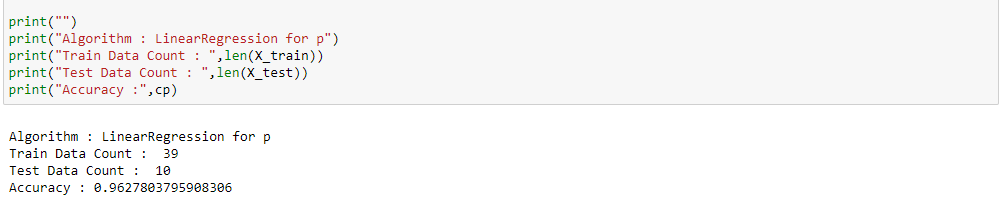 print("")
print("Algorithm : LinearRegression for p")
print("Train Data Count : ",len(X_train))
print("Test Data Count : ",len(X_test))
print("Accuracy :",cp)
Algorithm : LinearRegression for p
Train Data Count :  39
Test Data Count :  10
Accuracy : 0.9627803795908306